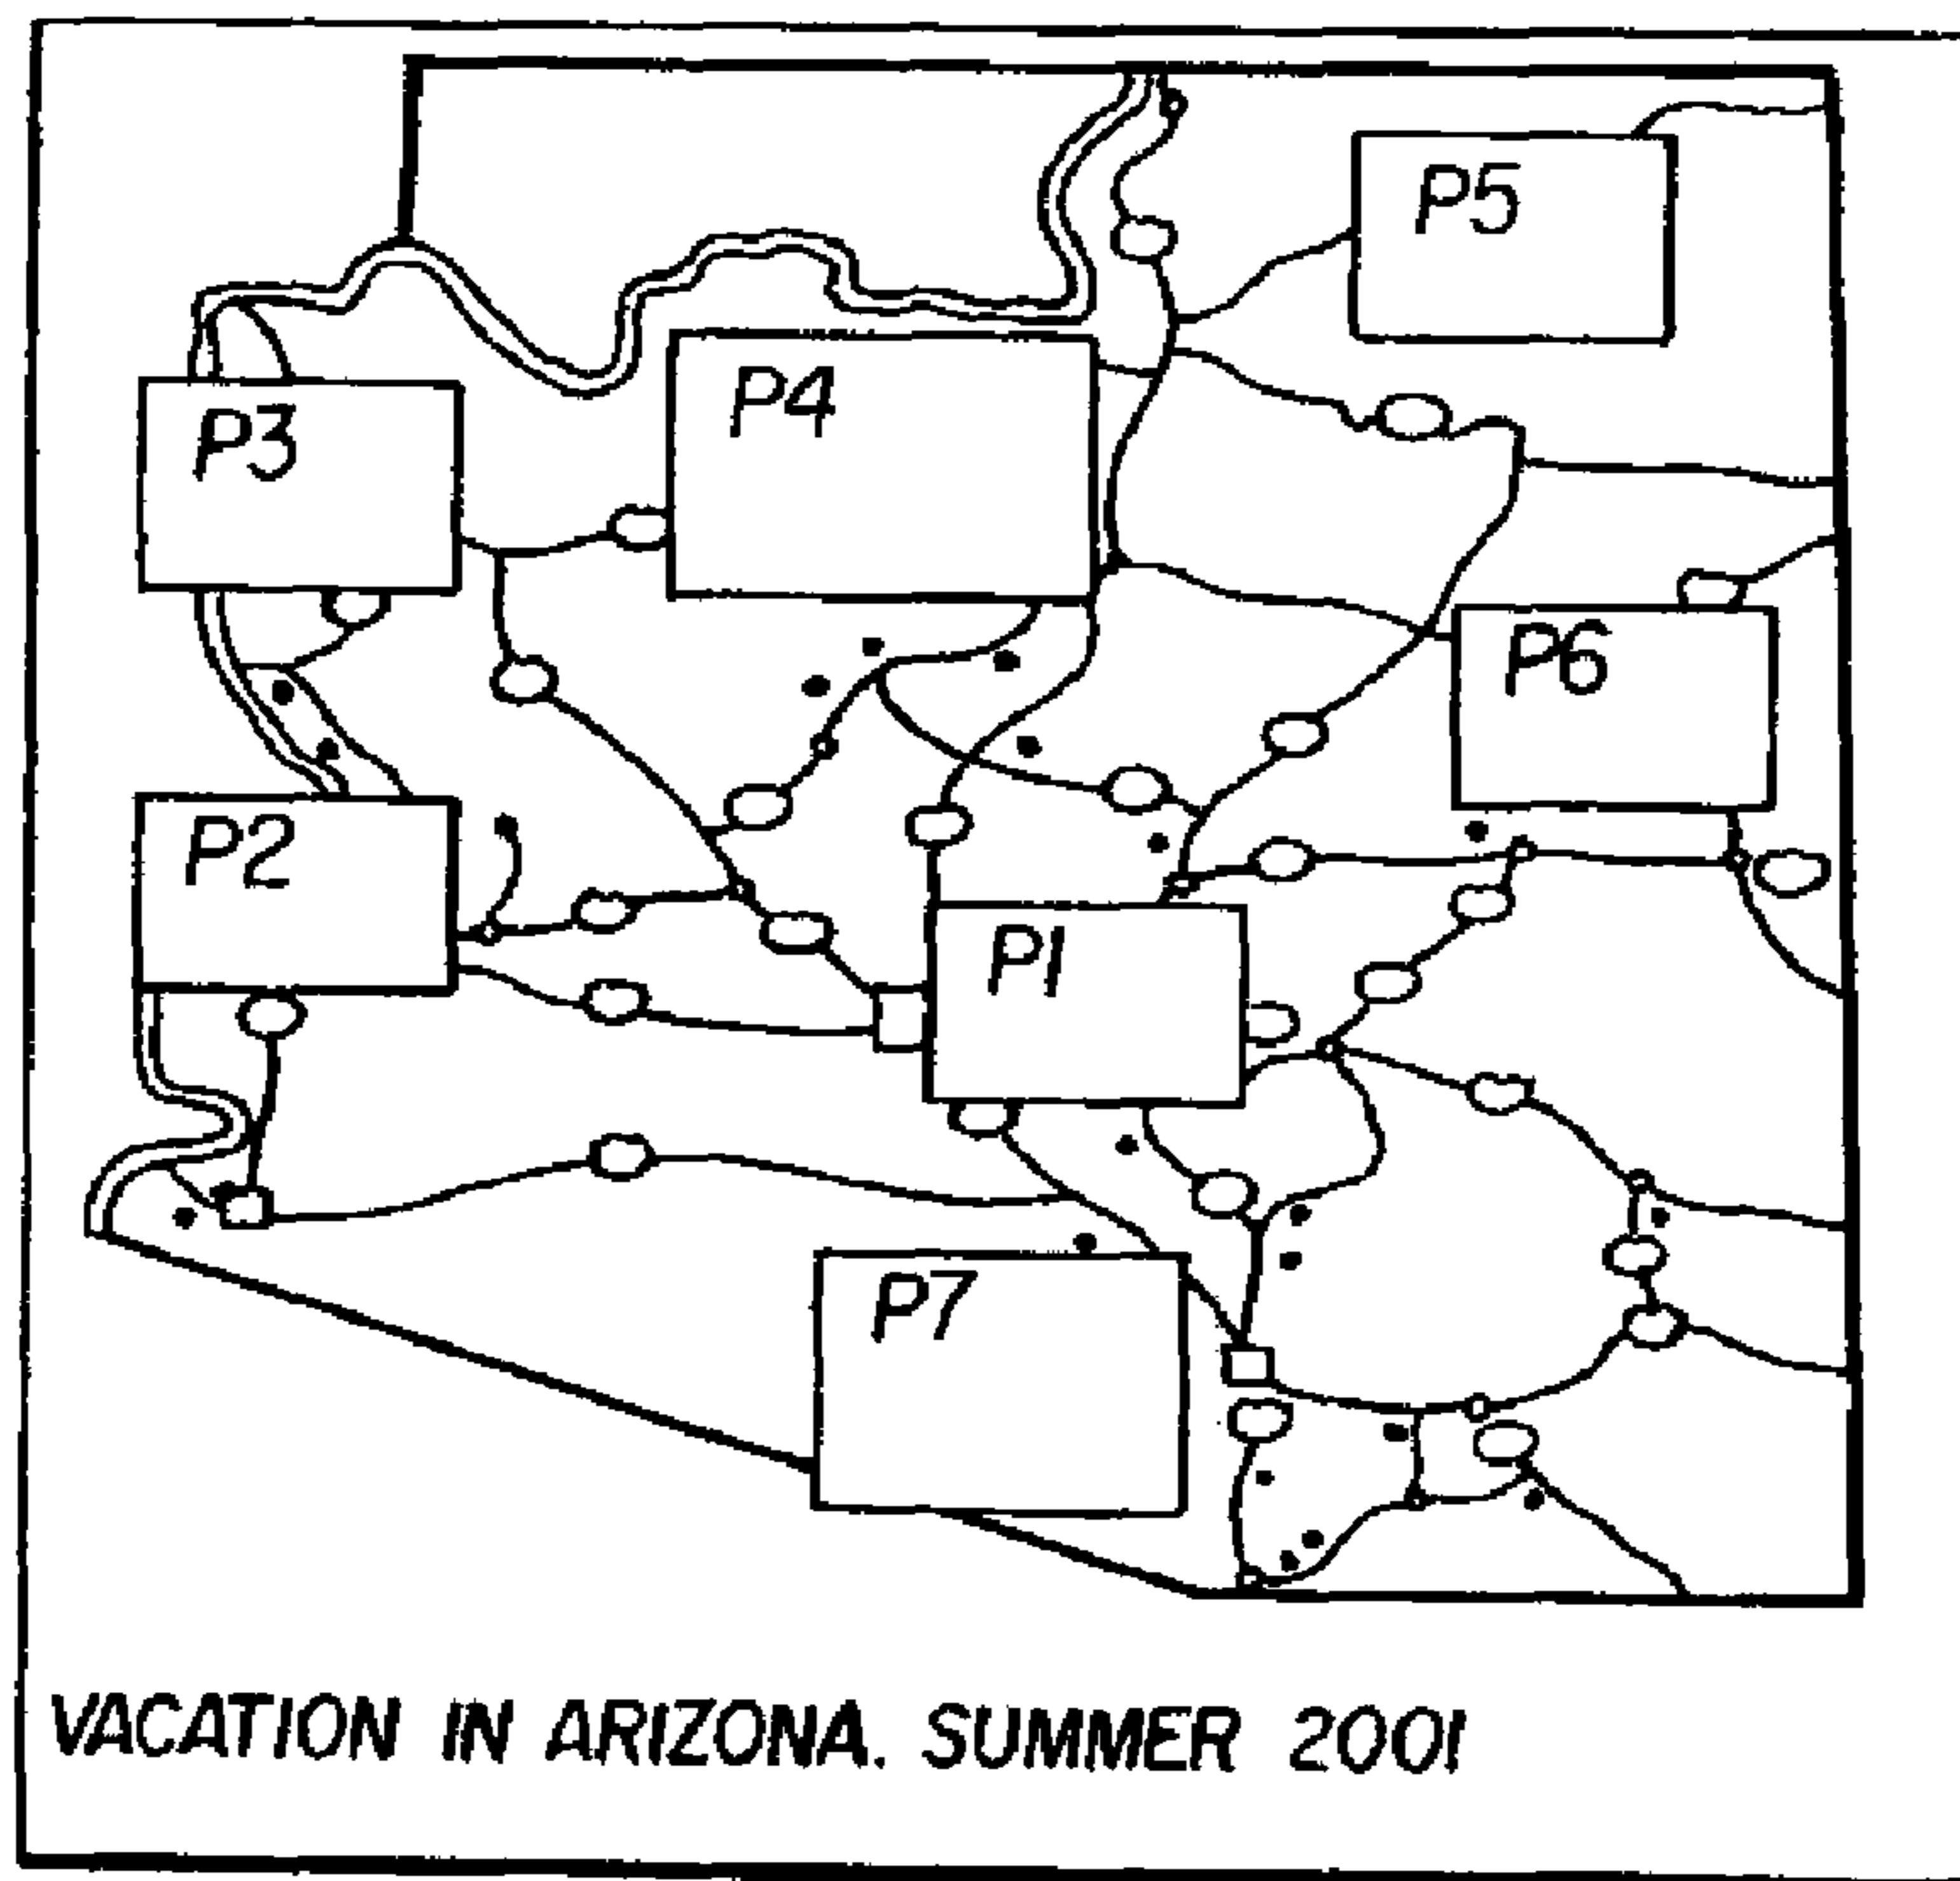 P5
P4
P3
P6
P2
P1
P7
VACATION IN ARIZONA. SUMMER 2001